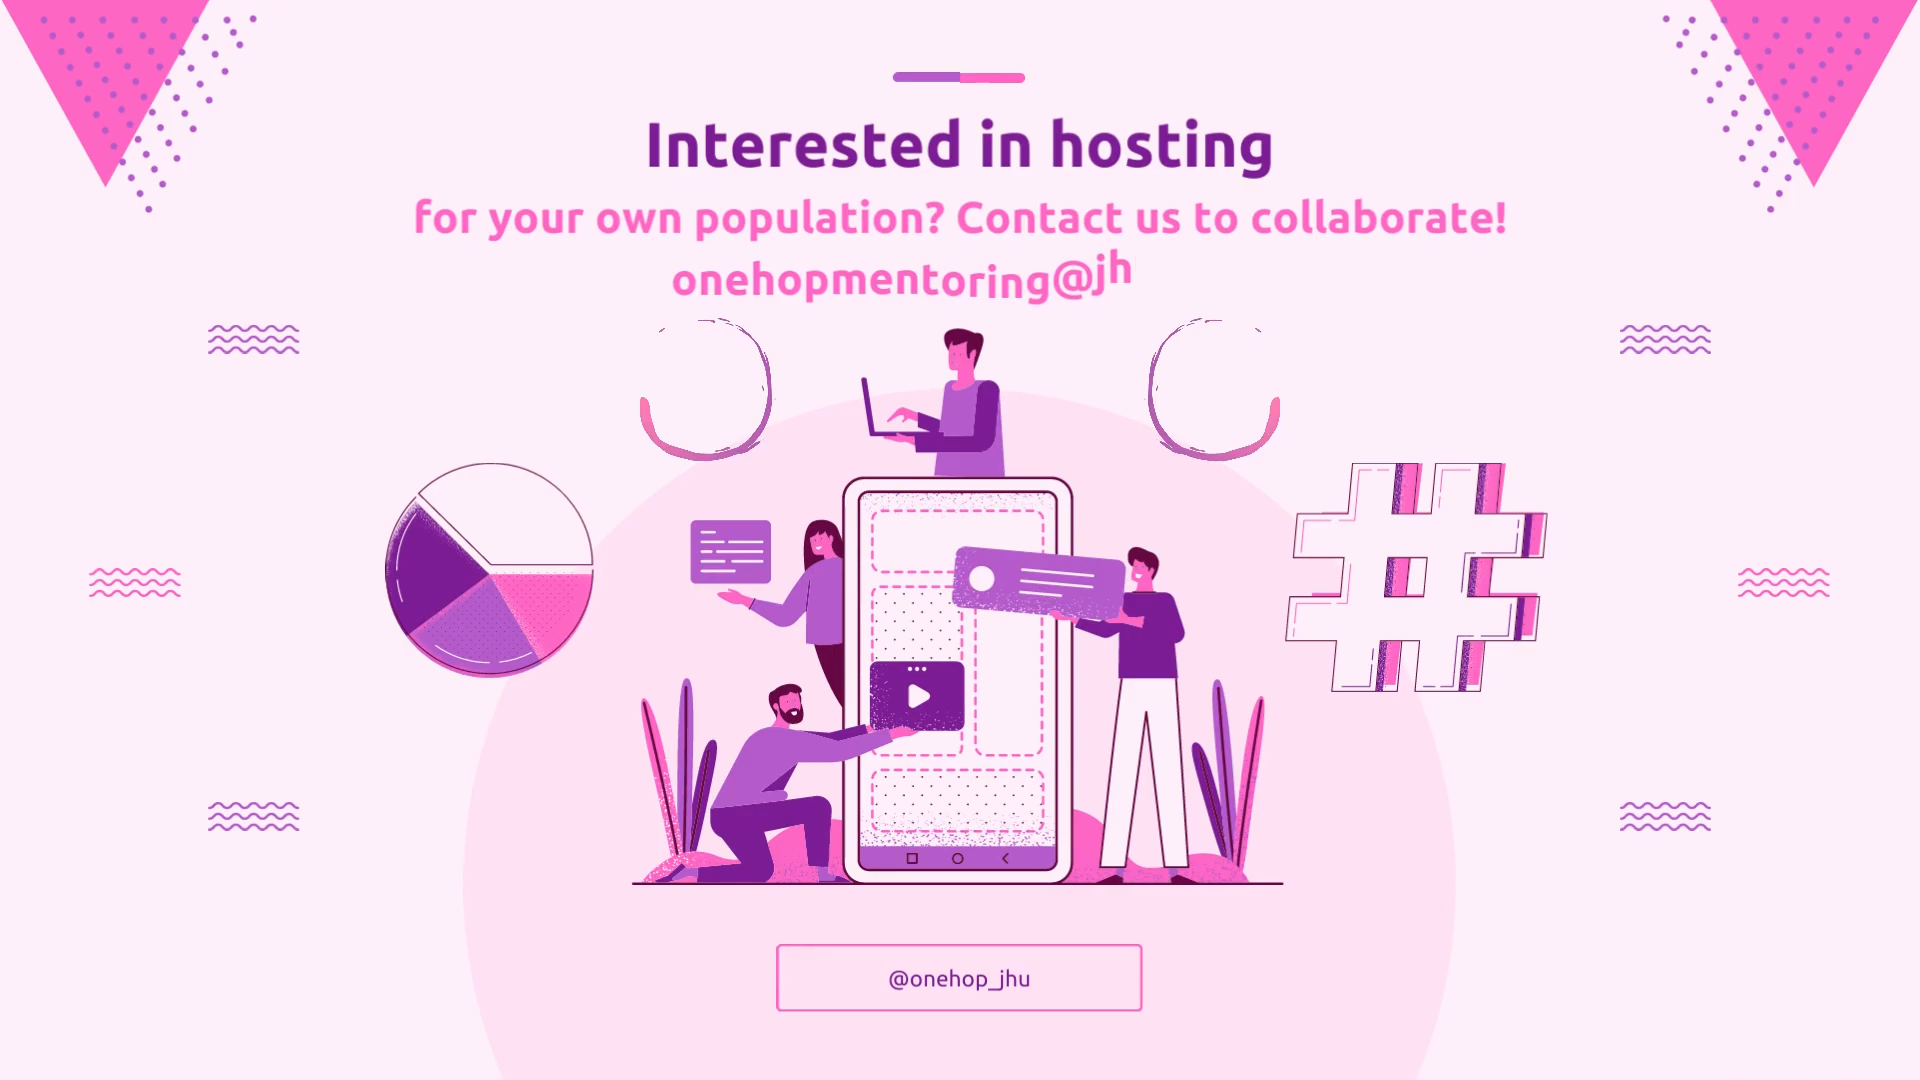 Interested in hosting
for your own population? Contact us to collaborate!
onehopmentoring@jh
@onehop_jhu